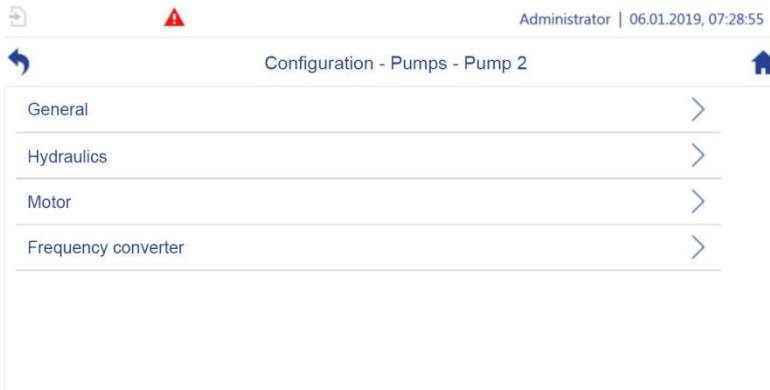 Administrator | 06.01.2019, 07:28:55
Configuration - Pumps - Pump 2
General
Hydraulics
Motor
Frequency converter